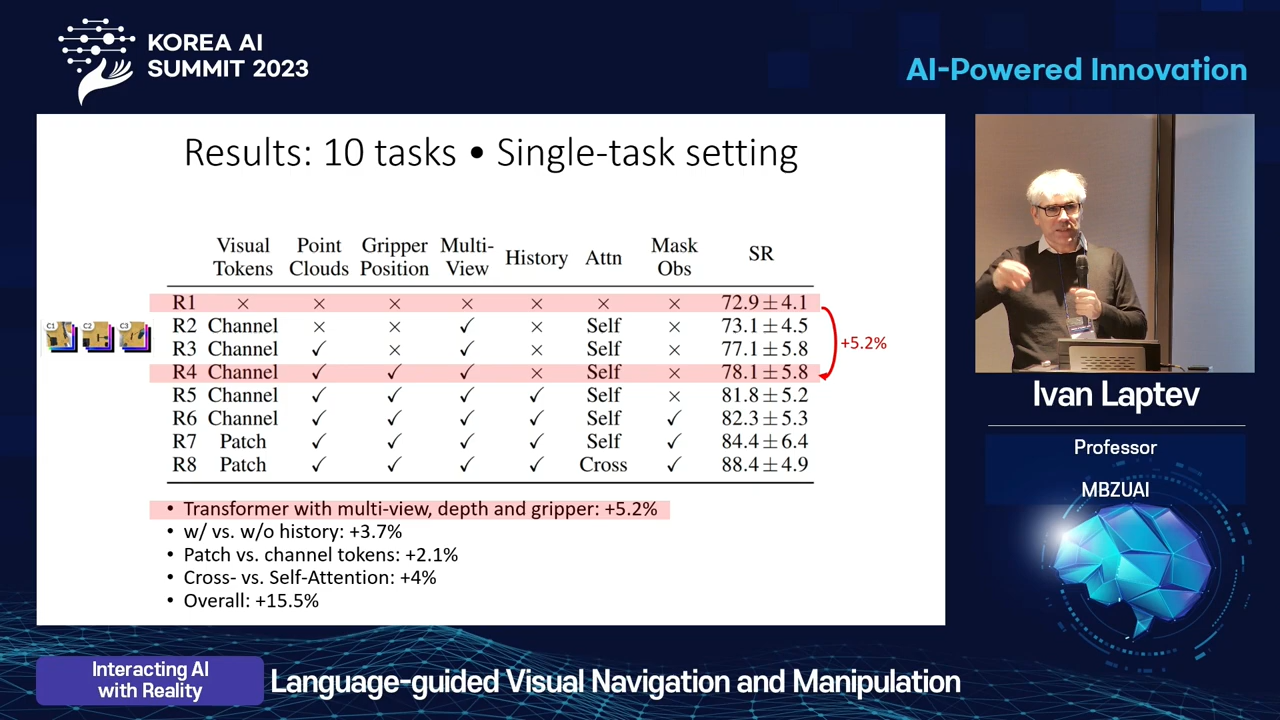 KOREA AI
SUMMIT 2023
AI-Powered Innovation
Results: 10 tasks • Single-task setting
Visual Tokens Point Clouds Gripper Position Multi-View History Attn Mask Obs SR
R1 × × × × × × × 72.9±4.1
R2 Channel × × ✓ × Self × 73.1±4.5
R3 Channel ✓ × ✓ × Self × 77.1±5.8
R4 Channel ✓ ✓ ✓ × Self × 78.1±5.8
R5 Channel ✓ ✓ ✓ ✓ Self × 81.8±5.2
R6 Channel ✓ ✓ ✓ ✓ Self ✓ 82.3±5.3
R7 Patch ✓ ✓ ✓ ✓ Self ✓ 84.4±6.4
R8 Patch ✓ ✓ ✓ ✓ Cross ✓ 88.4±4.9
C1 C2 C3
+5.2%
• Transformer with multi-view, depth and gripper: +5.2%
• w/ vs. w/o history: +3.7%
• Patch vs. channel tokens: +2.1%
• Cross- vs. Self-Attention: +4%
• Overall: +15.5%
Ivan Laptev
Professor
MBZUAI
Interacting AI
with Reality
Language-guided Visual Navigation and Manipulation